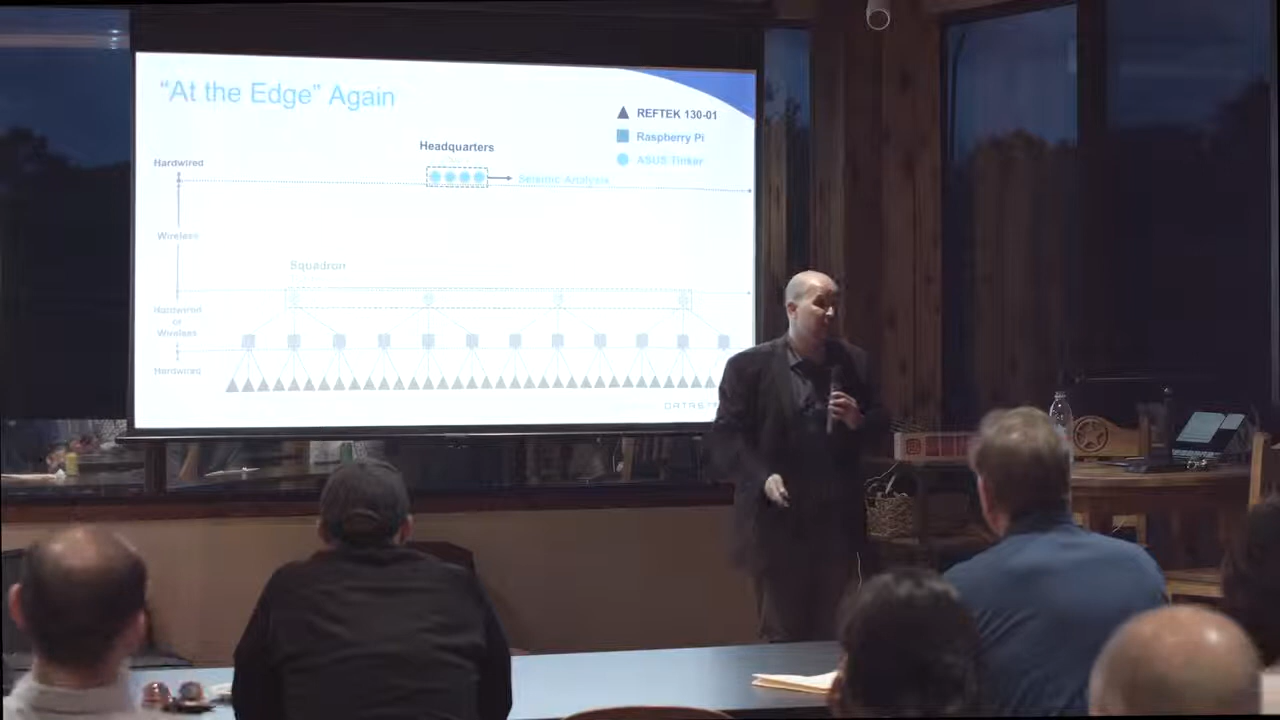 “At the Edge” Again
REFTEK 130-01
Raspberry Pi
ASUS Tinker
Headquarters
Hardwired
Seismic Analysis
Wireless
Squadron
Hardwired
or
Wireless
Hardwired